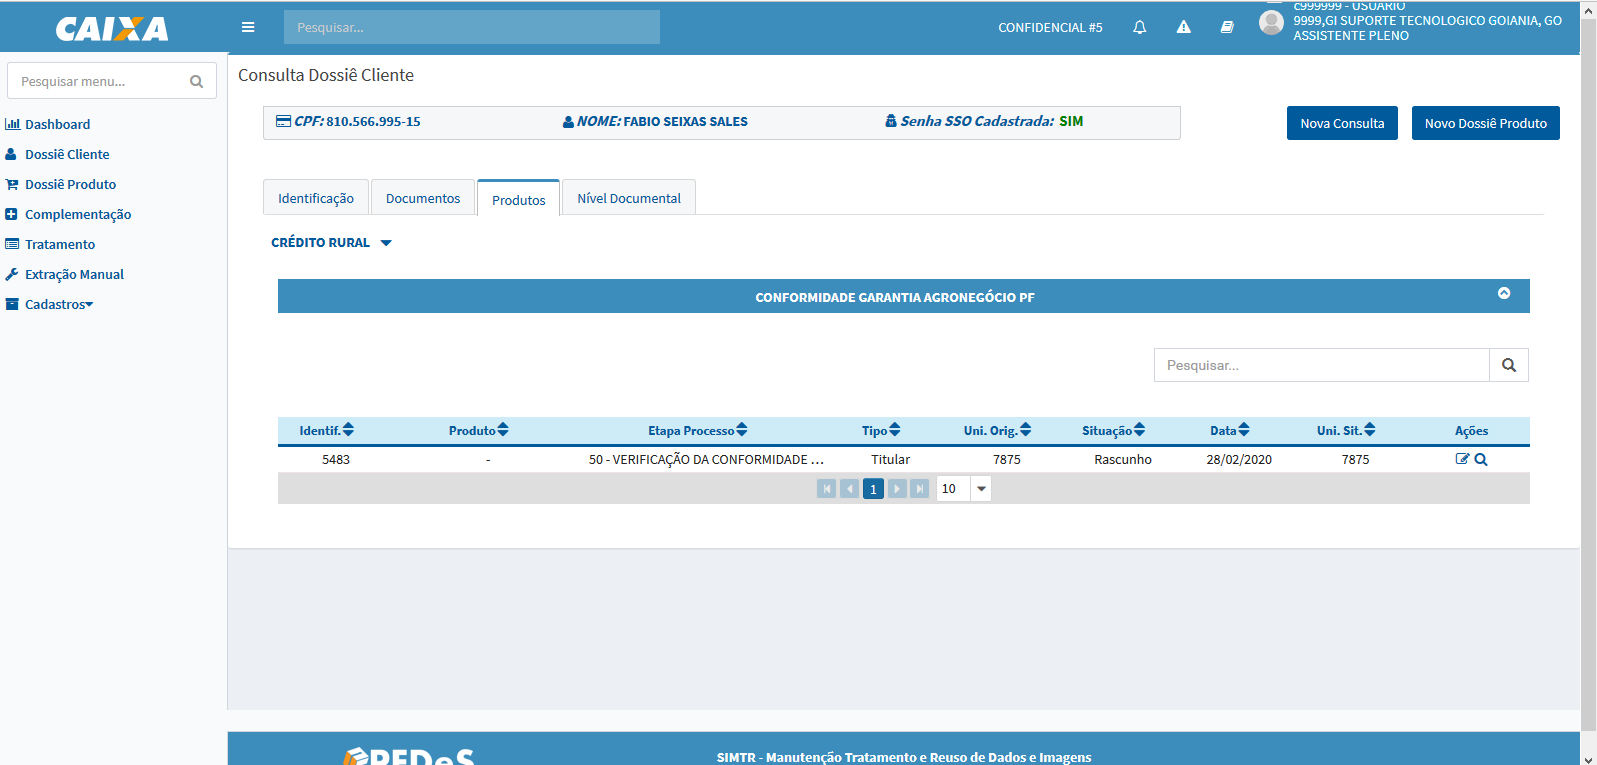 CAIXA
Pesquisar...
CONFIDENCIAL #5
c999999 - USUARIO
9999,GI SUPORTE TECNOLOGICO GOIANIA, GO
ASSISTENTE PLENO
Pesquisar menu...
Dashboard
Dossiê Cliente
Dossiê Produto
Complementação
Tratamento
Extração Manual
Cadastros
Consulta Dossiê Cliente
CPF: 810.566.995-15
NOME: FABIO SEIXAS SALES
Senha SSO Cadastrada: SIM
Nova Consulta
Novo Dossiê Produto
Identificação
Documentos
Produtos
Nível Documental
CRÉDITO RURAL
CONFORMIDADE GARANTIA AGRONEGÓCIO PF
Pesquisar...
Identif. Produto Etapa Processo Tipo Uni. Orig. Situação Data Uni. Sit. Ações
5483 - 50 - VERIFICAÇÃO DA CONFORMIDADE ... Titular 7875 Rascunho 28/02/2020 7875
1 10
REDeS
SIMTR - Manutenção Tratamento e Reuso de Dados e Imagens